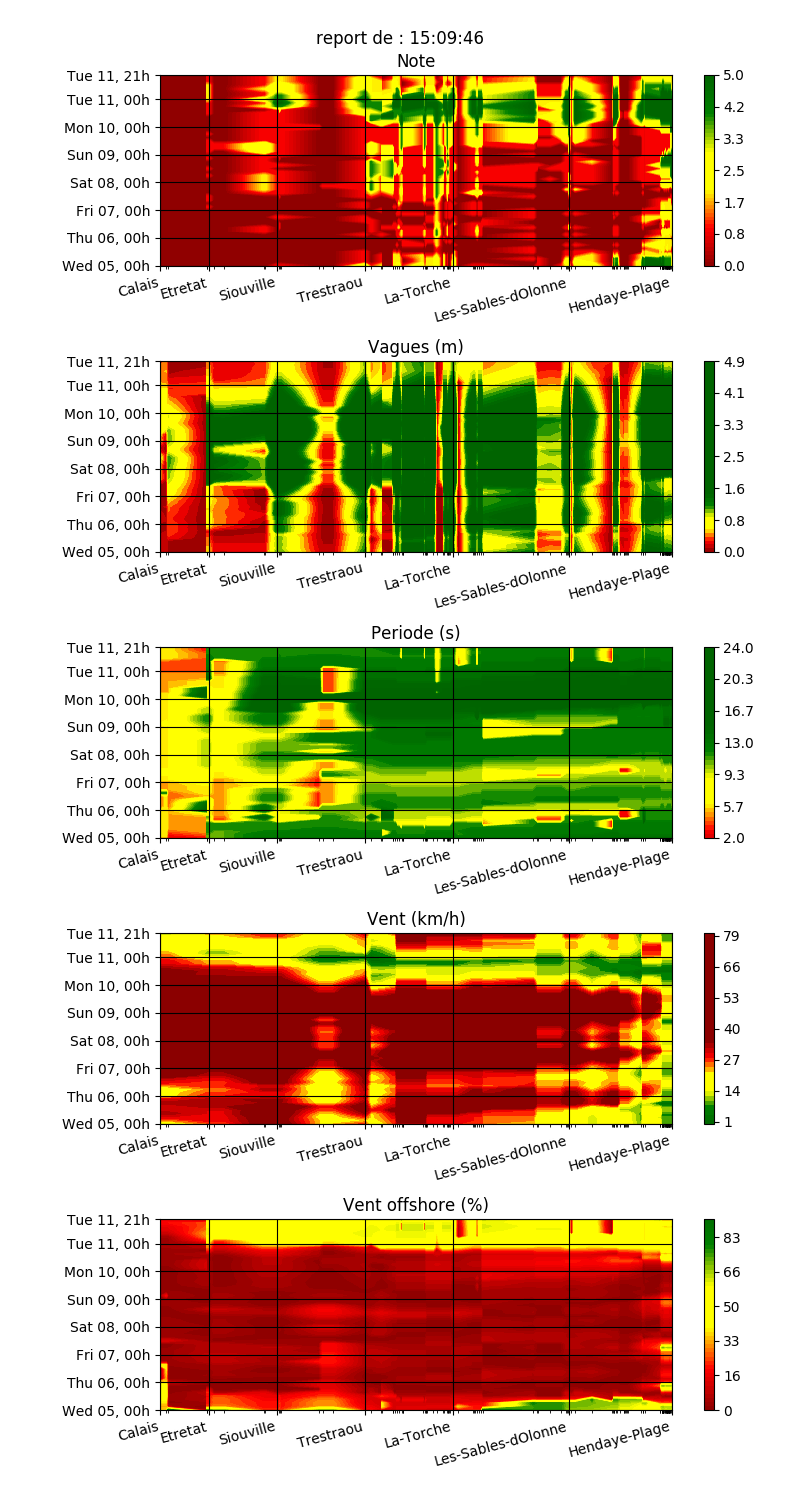 report de : 15:09:46
Note
Tue 11, 21h
Tue 11, 00h
Mon 10, 00h
Sun 09, 00h
Sat 08, 00h
Fri 07, 00h
Thu 06, 00h
Wed 05, 00h
Calais
Etretat
Siouville
Trestraou
La-Torche
Les-Sables-dOlonne
Hendaye-Plage
5.0
4.2
3.3
2.5
1.7
0.8
0.0
Vagues (m)
Tue 11, 21h
Tue 11, 00h
Mon 10, 00h
Sun 09, 00h
Sat 08, 00h
Fri 07, 00h
Thu 06, 00h
Wed 05, 00h
Calais
Etretat
Siouville
Trestraou
La-Torche
Les-Sables-dOlonne
Hendaye-Plage
4.9
4.1
3.3
2.5
1.6
0.8
0.0
Periode (s)
Tue 11, 21h
Tue 11, 00h
Mon 10, 00h
Sun 09, 00h
Sat 08, 00h
Fri 07, 00h
Thu 06, 00h
Wed 05, 00h
Calais
Etretat
Siouville
Trestraou
La-Torche
Les-Sables-dOlonne
Hendaye-Plage
24.0
20.3
16.7
13.0
9.3
5.7
2.0
Vent (km/h)
Tue 11, 21h
Tue 11, 00h
Mon 10, 00h
Sun 09, 00h
Sat 08, 00h
Fri 07, 00h
Thu 06, 00h
Wed 05, 00h
Calais
Etretat
Siouville
Trestraou
La-Torche
Les-Sables-dOlonne
Hendaye-Plage
79
66
53
40
27
14
1
Vent offshore (%)
Tue 11, 21h
Tue 11, 00h
Mon 10, 00h
Sun 09, 00h
Sat 08, 00h
Fri 07, 00h
Thu 06, 00h
Wed 05, 00h
Calais
Etretat
Siouville
Trestraou
La-Torche
Les-Sables-dOlonne
Hendaye-Plage
83
66
50
33
16
0